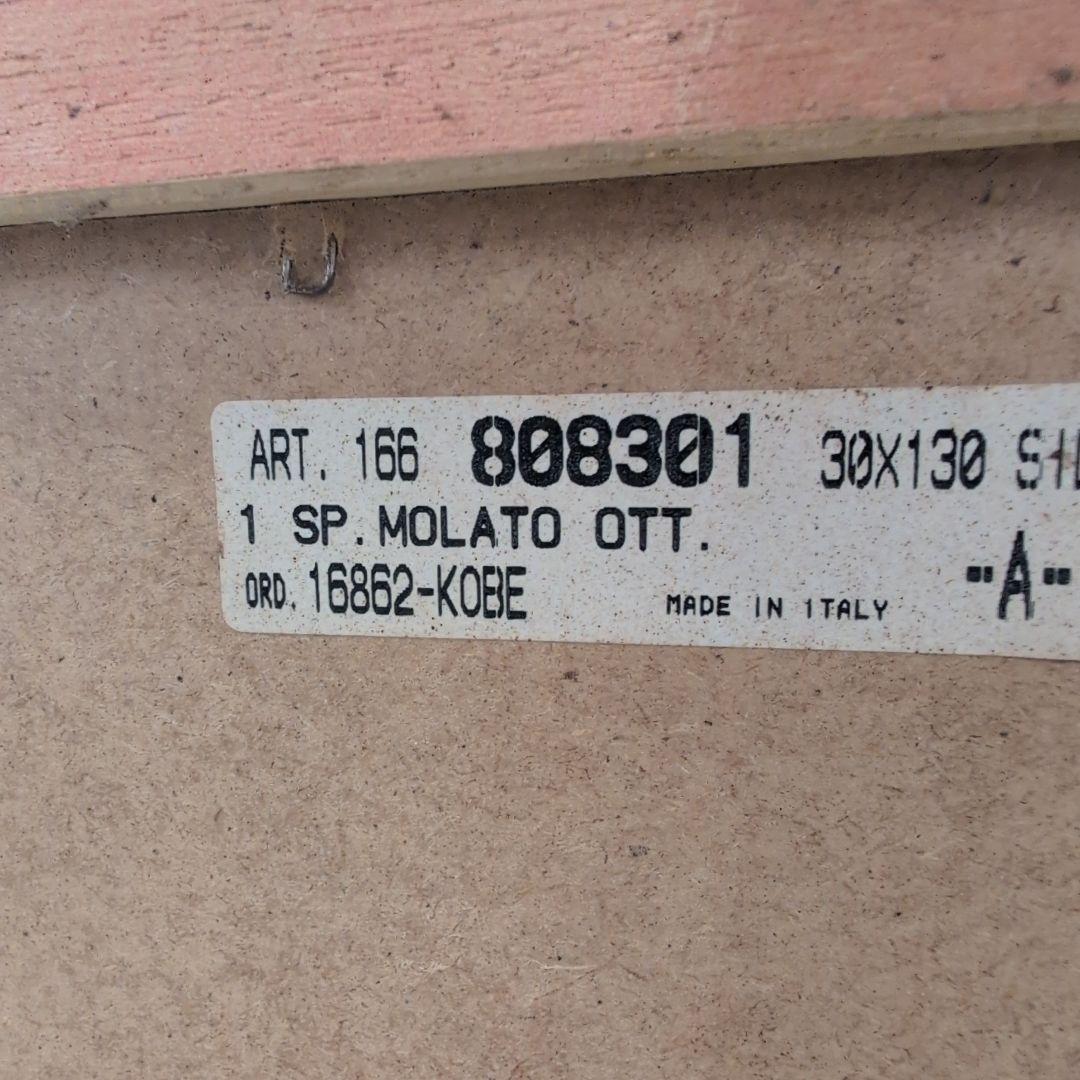 ART. 166 808301 30X130
1 SP. MOLATO OTT.
ORD. 16862-KOBE MADE IN ITALY "A"